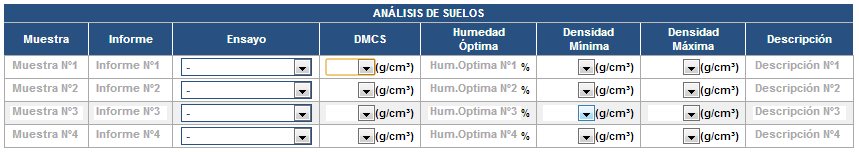 ANÁLISIS DE SUELOS
Muestra Informe Ensayo DMCS Humedad Óptima Densidad Mínima Densidad Máxima Descripción
Muestra Nº1 Informe Nº1 - (g/cm³) Hum.Optima Nº1 % (g/cm³) (g/cm³) Descripción Nº1
Muestra Nº2 Informe Nº2 - (g/cm³) Hum.Optima Nº2 % (g/cm³) (g/cm³) Descripción Nº2
Muestra Nº3 Informe Nº3 - (g/cm³) Hum.Optima Nº3 % (g/cm³) (g/cm³) Descripción Nº3
Muestra Nº4 Informe Nº4 - (g/cm³) Hum.Optima Nº4 % (g/cm³) (g/cm³) Descripción Nº4